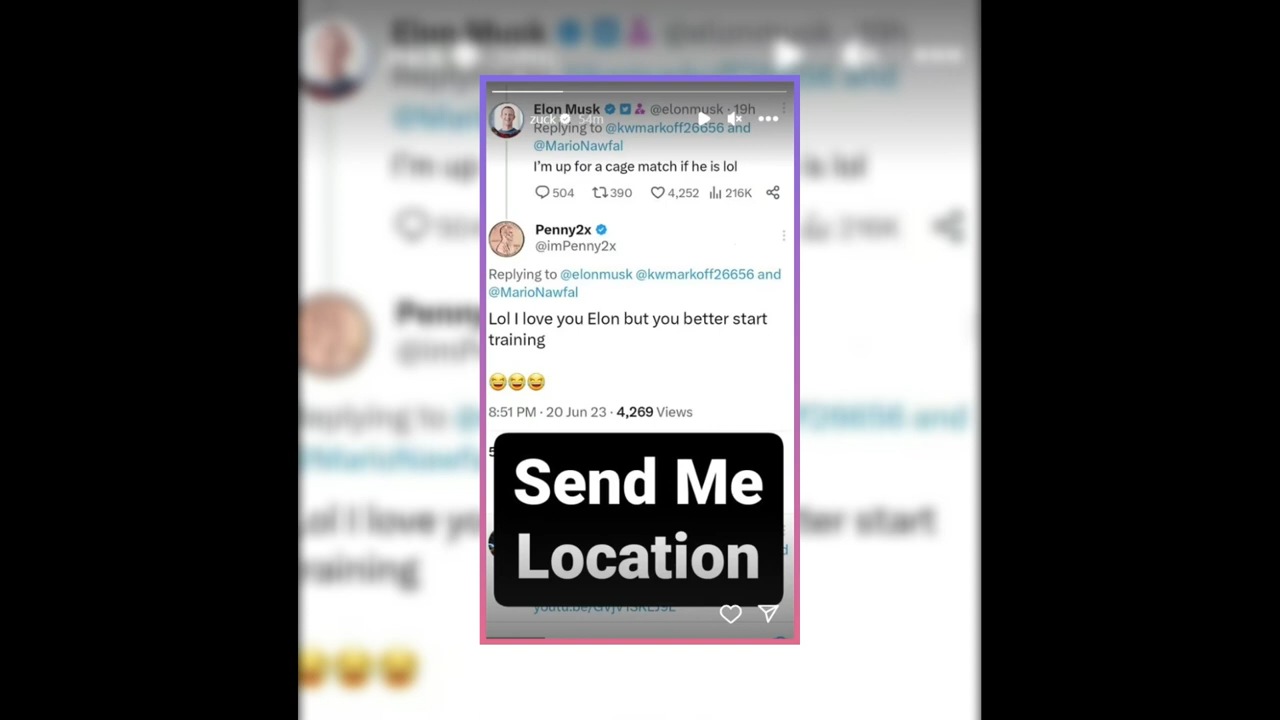 Elon Musk @elonmusk · 19h
zuck 54m
Replying to @kwmarkoff26656 and
@MarioNawfal
I'm up for a cage match if he is lol
504 390 4,252 216K
Penny2x
@imPenny2x
Replying to @elonmusk @kwmarkoff26656 and
@MarioNawfal
Lol I love you Elon but you better start
training
😆😆😆
8:51 PM · 20 Jun 23 · 4,269 Views
Send Me
Location